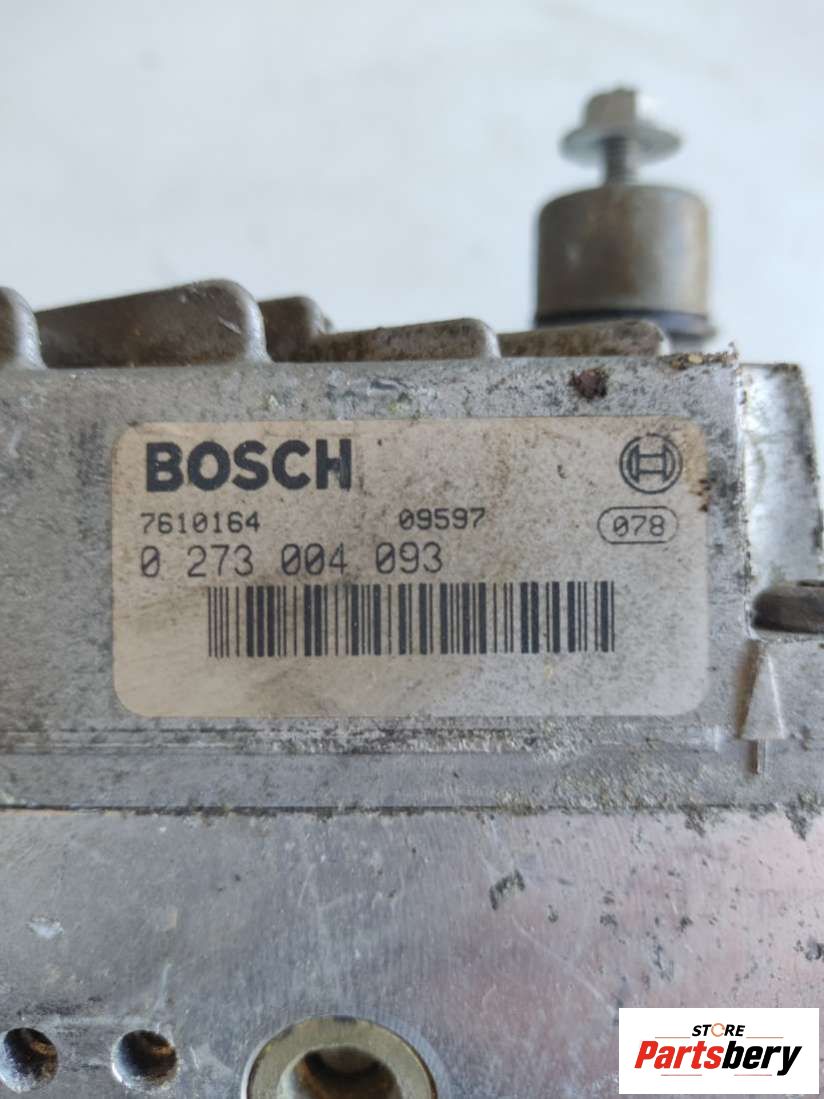 BOSCH
7610164 09597 078
0 273 004 093
STORE
Partsbery